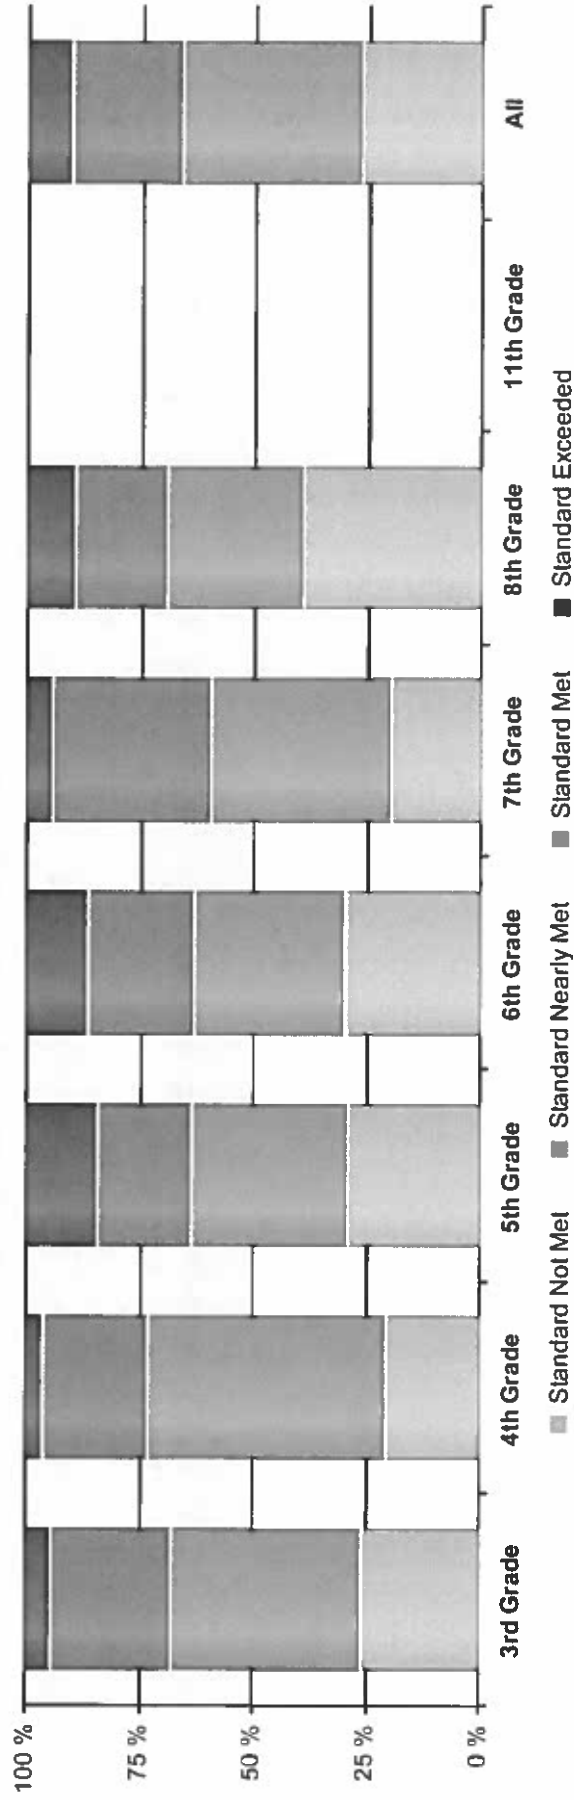 100 %
75 %
50 %
25 %
0 %
3rd Grade
4th Grade
5th Grade
6th Grade
7th Grade
8th Grade
11th Grade
All
Standard Not Met
Standard Nearly Met
Standard Met
Standard Exceeded